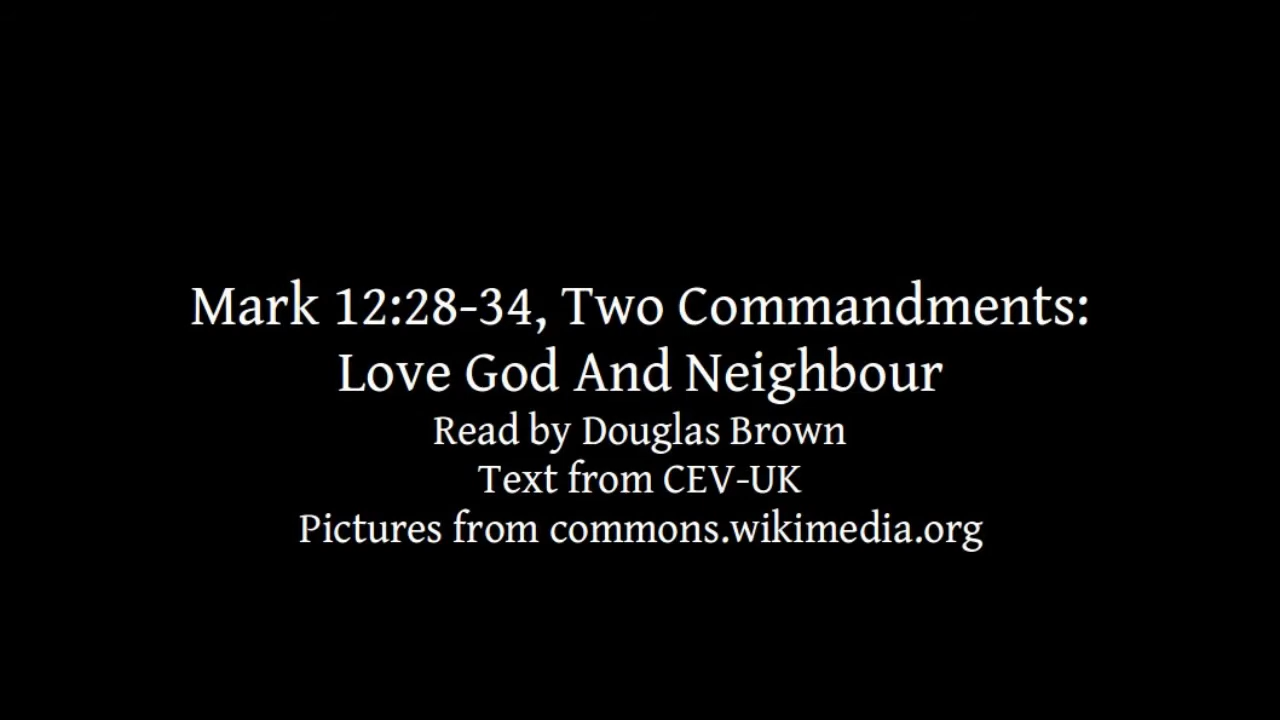 Mark 12:28-34, Two Commandments:
Love God And Neighbour
Read by Douglas Brown
Text from CEV-UK
Pictures from commons.wikimedia.org